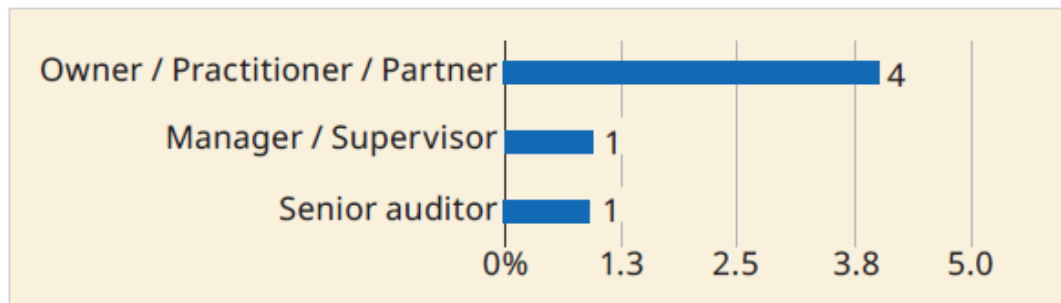 Owner / Practitioner / Partner 4
Manager / Supervisor 1
Senior auditor 1
0% 1.3 2.5 3.8 5.0